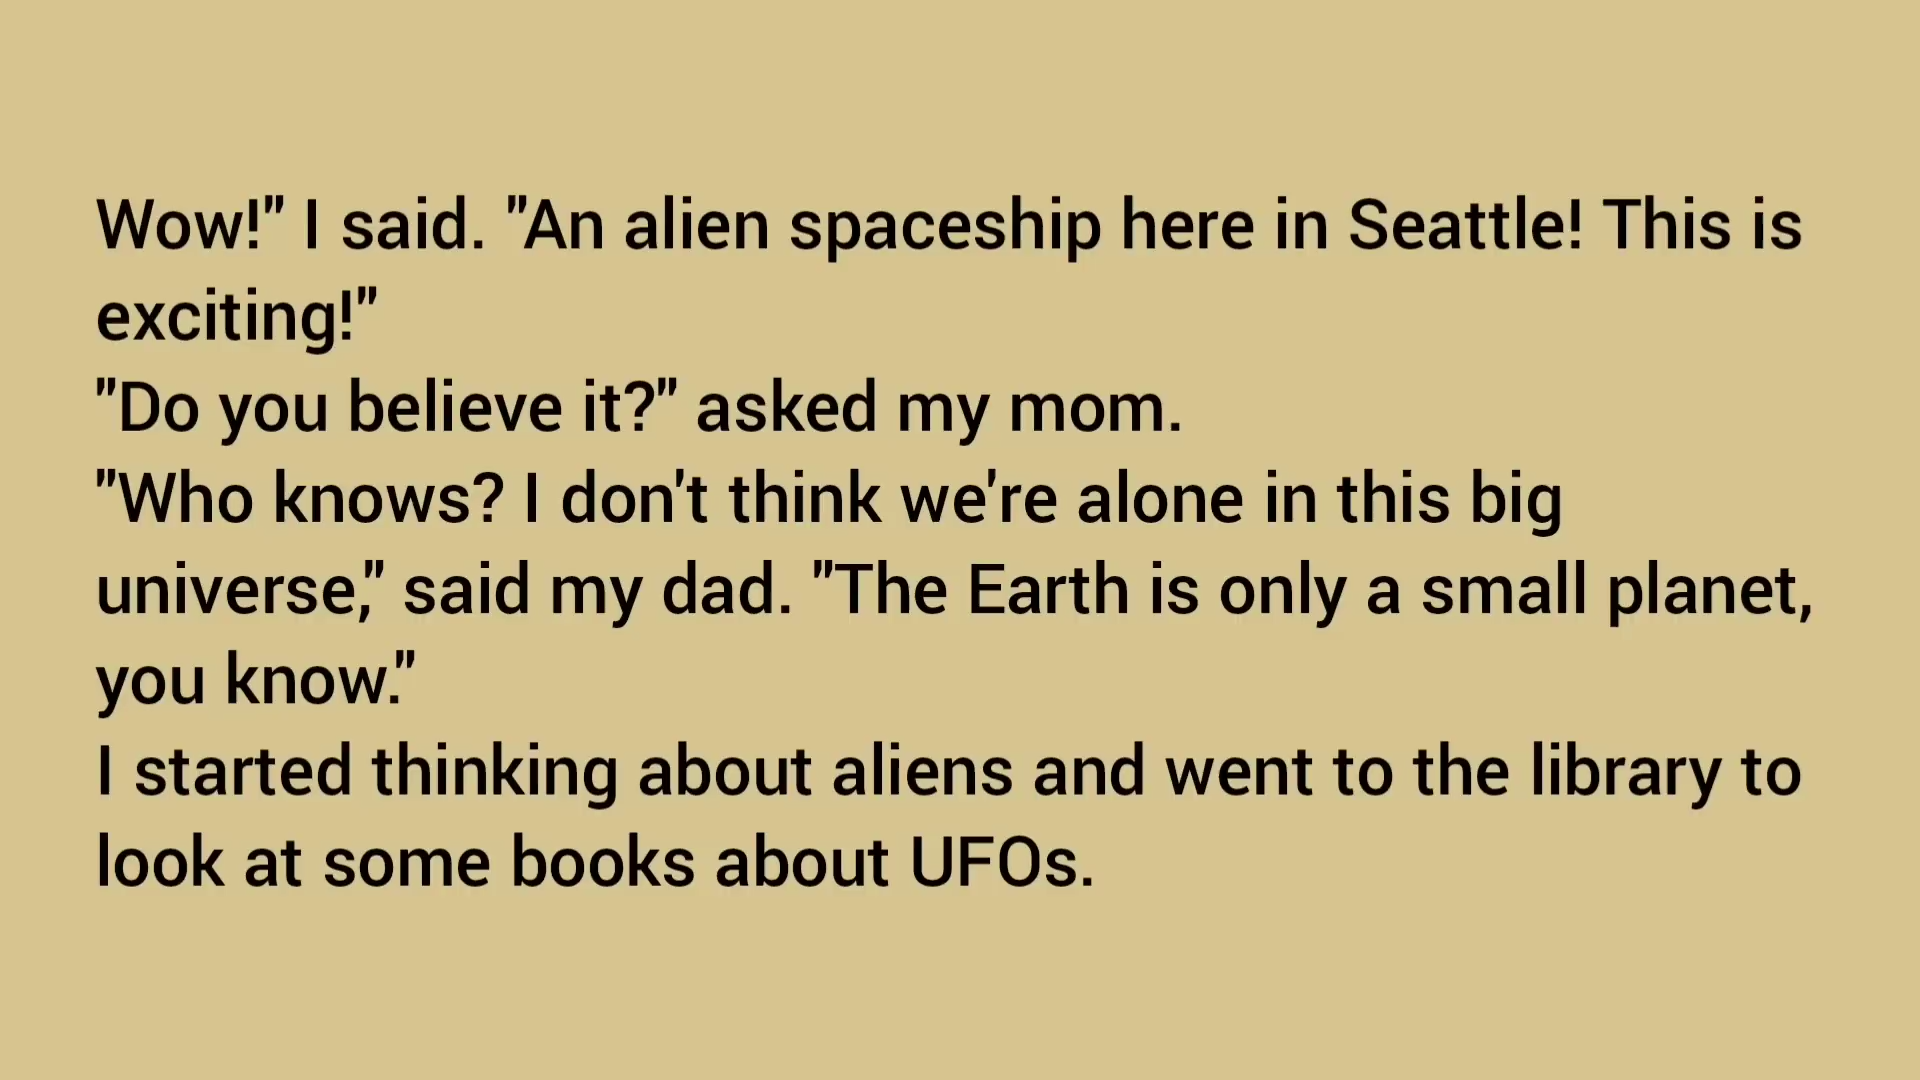 Wow!" I said. "An alien spaceship here in Seattle! This is
exciting!"
"Do you believe it?" asked my mom.
"Who knows? I don't think we're alone in this big
universe," said my dad. "The Earth is only a small planet,
you know."
I started thinking about aliens and went to the library to
look at some books about UFOs.